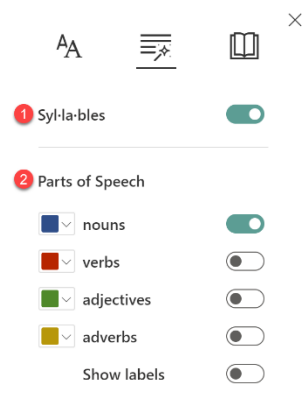 AA
1 Syl·la·bles
2 Parts of Speech
nouns
verbs
adjectives
adverbs
Show labels